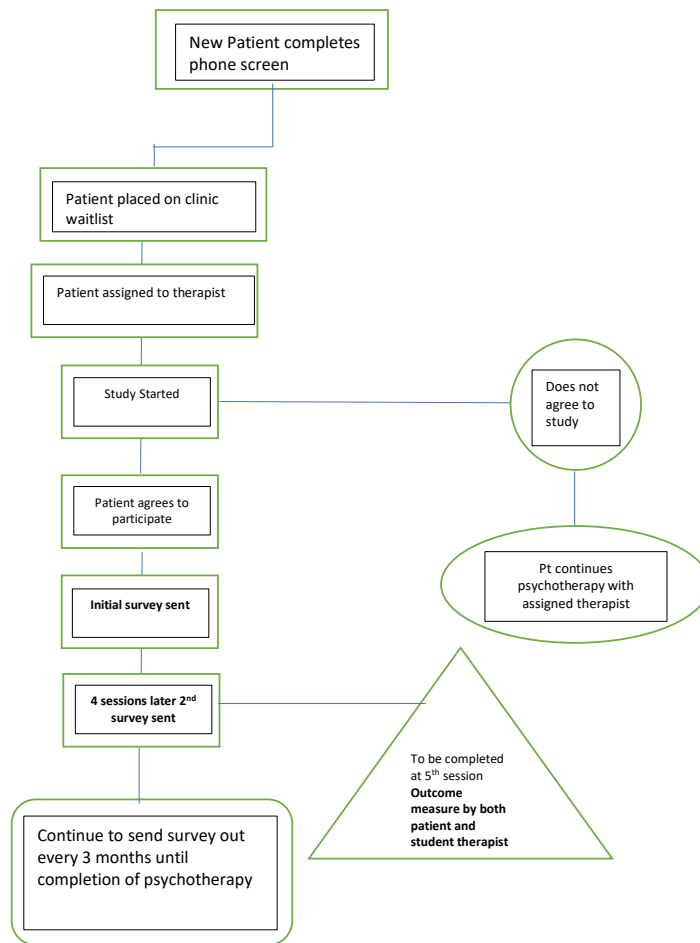 New Patient completes
phone screen
Patient placed on clinic
waitlist
Patient assigned to therapist
Study Started
Does not
agree to
study
Patient agrees to
participate
Pt continues
psychotherapy with
assigned therapist
Initial survey sent
4 sessions later 2nd
survey sent
To be completed
at 5th session
Outcome
measure by both
patient and
student therapist
Continue to send survey out
every 3 months until
completion of psychotherapy